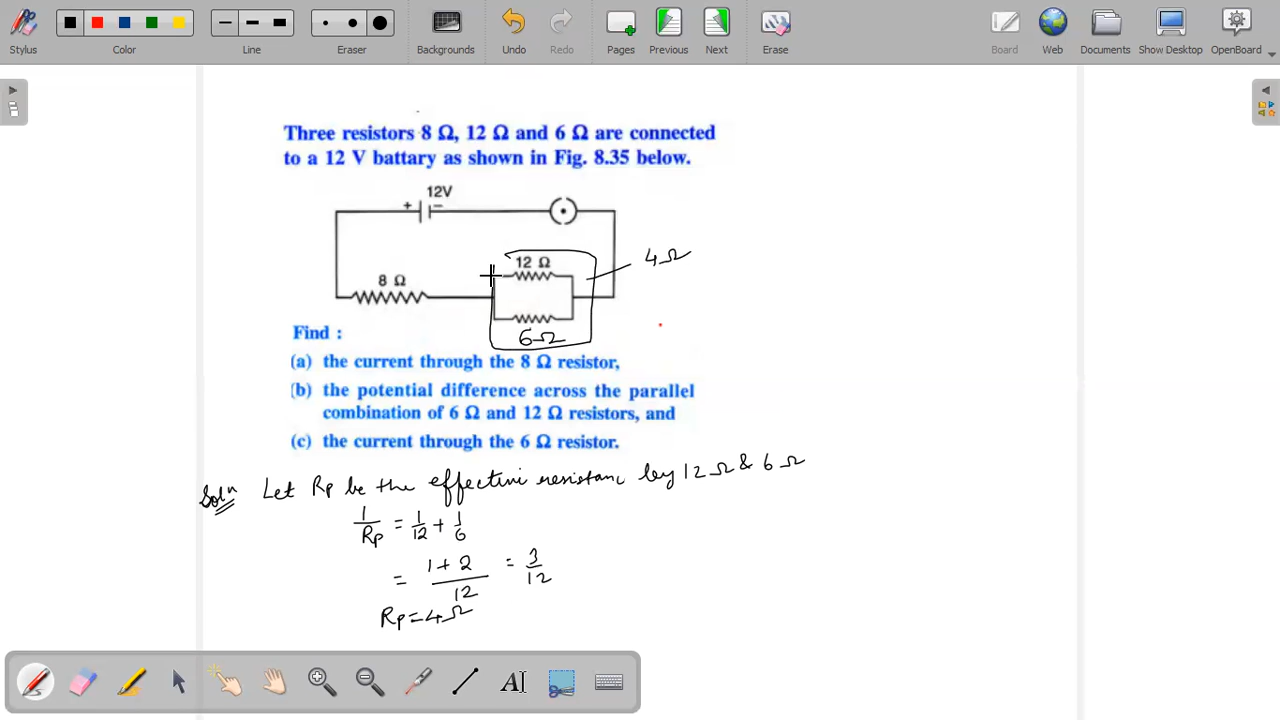 Stylus
Color
Line
Eraser
Backgrounds
Undo
Redo
Pages
Previous
Next
Erase
Board
Web
Documents
Show Desktop
OpenBoard
Three resistors 8 Ω, 12 Ω and 6 Ω are connected
to a 12 V battary as shown in Fig. 8.35 below.
12V
+ −
12 Ω
4Ω
8 Ω
6Ω
Find :
(a) the current through the 8 Ω resistor,
(b) the potential difference across the parallel
combination of 6 Ω and 12 Ω resistors, and
(c) the current through the 6 Ω resistor.
Solⁿ Let Rp be the effective resistance by 12 Ω & 6 Ω
1/Rp = 1/12 + 1/6
= (1+2)/12 = 3/12
Rp = 4Ω